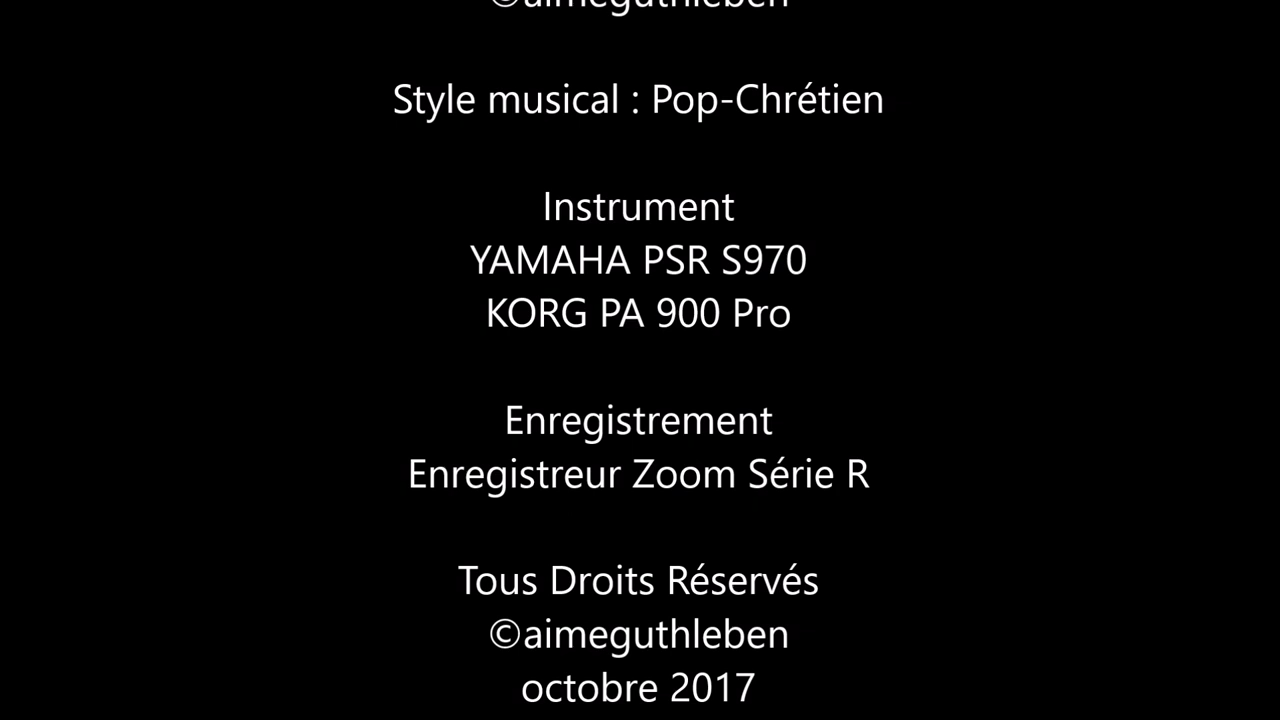 ©aimeguthleben
Style musical : Pop-Chrétien
Instrument
YAMAHA PSR S970
KORG PA 900 Pro
Enregistrement
Enregistreur Zoom Série R
Tous Droits Réservés
©aimeguthleben
octobre 2017